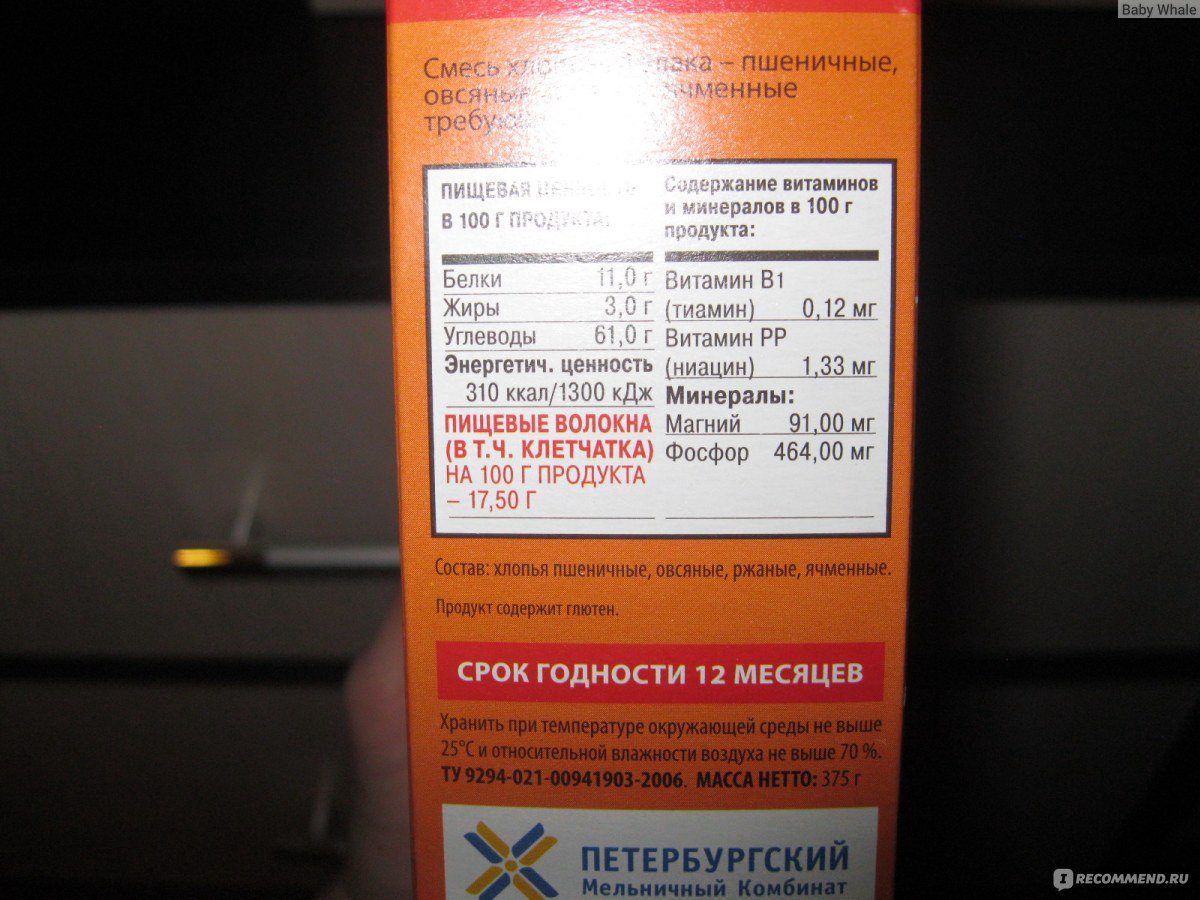 Baby Whale
Смесь – пшеничные,
овсяные
ПИЩЕВАЯ ЦЕННОСТЬ
В 100 Г ПРОДУКТА:
Белки 11,0 г
Жиры 3,0 г
Углеводы 61,0 г
Энергетич. ценность
310 ккал/1300 кДж
ПИЩЕВЫЕ ВОЛОКНА
(В Т.Ч. КЛЕТЧАТКА)
НА 100 Г ПРОДУКТА
– 17,50 Г
Содержание витаминов
и минералов в 100 г
продукта:
Витамин В1
(тиамин) 0,12 мг
Витамин РР
(ниацин) 1,33 мг
Минералы:
Магний 91,00 мг
Фосфор 464,00 мг
Состав: хлопья пшеничные, овсяные, ржаные, ячменные.
Продукт содержит глютен.
СРОК ГОДНОСТИ 12 МЕСЯЦЕВ
Хранить при температуре окружающей среды не выше
25°С и относительной влажности воздуха не выше 70 %.
ТУ 9294-021-00941903-2006. МАССА НЕТТО: 375 г
ПЕТЕРБУРГСКИЙ
Мельничный Комбинат
IRECOMMEND.RU